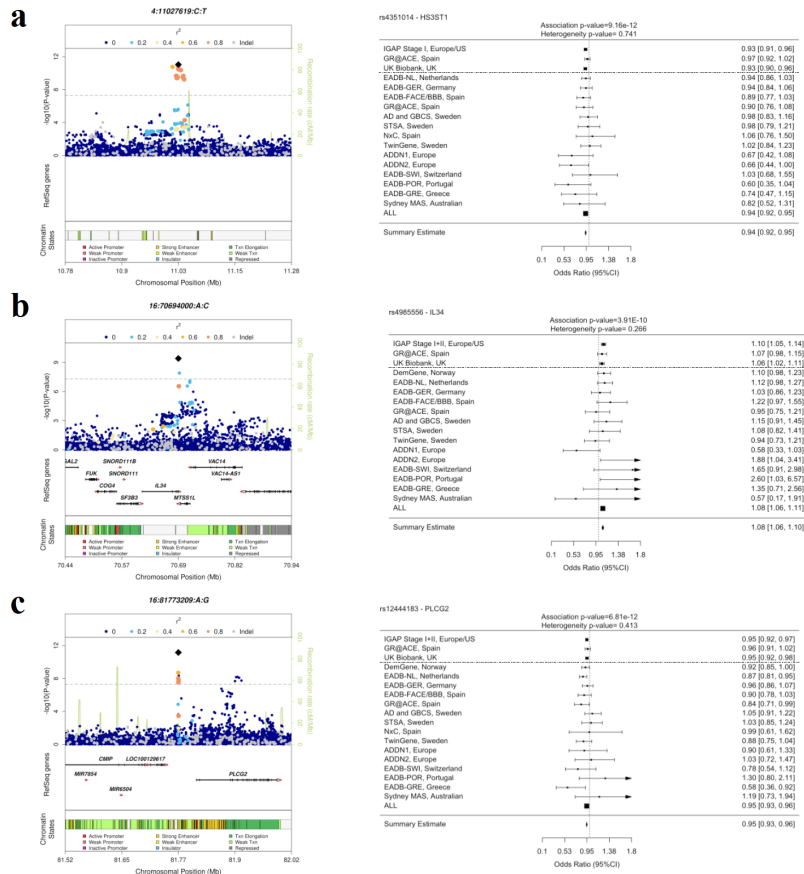 a
4:11027619:C:T
r²
0 0.2 0.4 0.6 0.8 Indel
-log10(P-value)
12
8
4
0
Recombination rate (cM/Mb)
100
80
60
40
20
0
RefSeq genes
Chromatin
States
Active Promoter Strong Enhancer Txn Elongation
Weak Promoter Weak Enhancer Weak Txn
Inactive Promoter Insulator Repressed
10.78 10.9 11.03 11.15 11.28
Chromosomal Position (Mb)
rs4351014 - HS3ST1
Association p-value=9.16e-12
Heterogeneity p-value= 0.741
IGAP Stage I, Europe/US 0.93 [0.91, 0.96]
GR@ACE, Spain 0.97 [0.92, 1.02]
UK Biobank, UK 0.93 [0.90, 0.96]
EADB-NL, Netherlands 0.94 [0.86, 1.03]
EADB-GER, Germany 0.94 [0.84, 1.06]
EADB-FACE/BBB, Spain 0.89 [0.77, 1.03]
GR@ACE, Spain 0.90 [0.76, 1.08]
AD and GBCS, Sweden 0.98 [0.83, 1.16]
STSA, Sweden 0.98 [0.79, 1.21]
NxC, Spain 1.06 [0.76, 1.50]
TwinGene, Sweden 1.02 [0.84, 1.23]
ADDN1, Europe 0.67 [0.42, 1.08]
ADDN2, Europe 0.66 [0.44, 1.00]
EADB-SWI, Switzerland 1.03 [0.68, 1.55]
EADB-POR, Portugal 0.60 [0.35, 1.04]
EADB-GRE, Greece 0.74 [0.47, 1.15]
Sydney MAS, Australian 0.82 [0.52, 1.31]
ALL 0.94 [0.92, 0.95]
Summary Estimate 0.94 [0.92, 0.95]
0.1 0.53 0.95 1.38 1.8
Odds Ratio (95%CI)
b
16:70694000:A:C
r²
0 0.2 0.4 0.6 0.8 Indel
-log10(P-value)
9
6
3
0
Recombination rate (cM/Mb)
100
80
60
40
20
0
RefSeq genes
GAL2 SNORD111B VAC14
FUK SNORD111 VAC14-AS1
COG4 IL34
SF3B3 MTSS1L
Chromatin
States
Active Promoter Strong Enhancer Txn Elongation
Weak Promoter Weak Enhancer Weak Txn
Inactive Promoter Insulator Repressed
70.44 70.57 70.69 70.82 70.94
Chromosomal Position (Mb)
rs4985556 - IL34
Association p-value=3.91E-10
Heterogeneity p-value= 0.266
IGAP Stage I+II, Europe/US 1.10 [1.05, 1.14]
GR@ACE, Spain 1.07 [0.98, 1.15]
UK Biobank, UK 1.06 [1.02, 1.11]
DemGene, Norway 1.10 [0.98, 1.23]
EADB-NL, Netherlands 1.12 [0.98, 1.27]
EADB-GER, Germany 1.03 [0.86, 1.23]
EADB-FACE/BBB, Spain 1.22 [0.97, 1.55]
GR@ACE, Spain 0.95 [0.75, 1.21]
AD and GBCS, Sweden 1.15 [0.91, 1.45]
STSA, Sweden 1.08 [0.82, 1.41]
TwinGene, Sweden 0.94 [0.73, 1.21]
ADDN1, Europe 0.58 [0.33, 1.03]
ADDN2, Europe 1.88 [1.04, 3.41]
EADB-SWI, Switzerland 1.65 [0.91, 2.98]
EADB-POR, Portugal 2.60 [1.03, 6.57]
EADB-GRE, Greece 1.35 [0.71, 2.56]
Sydney MAS, Australian 0.57 [0.17, 1.91]
ALL 1.08 [1.06, 1.11]
Summary Estimate 1.08 [1.06, 1.10]
0.1 0.53 0.95 1.38 1.8
Odds Ratio (95%CI)
c
16:81773209:A:G
r²
0 0.2 0.4 0.6 0.8 Indel
-log10(P-value)
12
8
4
0
Recombination rate (cM/Mb)
100
80
60
40
20
0
RefSeq genes
CMIP LOC100129617
MIR7854 PLCG2
MIR6504
Chromatin
States
Active Promoter Strong Enhancer Txn Elongation
Weak Promoter Weak Enhancer Weak Txn
Inactive Promoter Insulator Repressed
81.52 81.65 81.77 81.9 82.02
Chromosomal Position (Mb)
rs12444183 - PLCG2
Association p-value=6.81e-12
Heterogeneity p-value= 0.413
IGAP Stage I+II, Europe/US 0.95 [0.92, 0.97]
GR@ACE, Spain 0.96 [0.91, 1.02]
UK Biobank, UK 0.95 [0.92, 0.98]
DemGene, Norway 0.92 [0.85, 1.00]
EADB-NL, Netherlands 0.87 [0.81, 0.95]
EADB-GER, Germany 0.96 [0.86, 1.07]
EADB-FACE/BBB, Spain 0.90 [0.78, 1.03]
GR@ACE, Spain 0.84 [0.71, 0.99]
AD and GBCS, Sweden 1.05 [0.91, 1.22]
STSA, Sweden 1.03 [0.85, 1.24]
NxC, Spain 0.99 [0.61, 1.62]
TwinGene, Sweden 0.88 [0.75, 1.04]
ADDN1, Europe 0.90 [0.61, 1.33]
ADDN2, Europe 1.03 [0.72, 1.47]
EADB-SWI, Switzerland 0.78 [0.54, 1.12]
EADB-POR, Portugal 1.30 [0.80, 2.11]
EADB-GRE, Greece 0.58 [0.36, 0.92]
Sydney MAS, Australian 1.19 [0.73, 1.94]
ALL 0.95 [0.93, 0.96]
Summary Estimate 0.95 [0.93, 0.96]
0.1 0.53 0.95 1.38 1.8
Odds Ratio (95%CI)